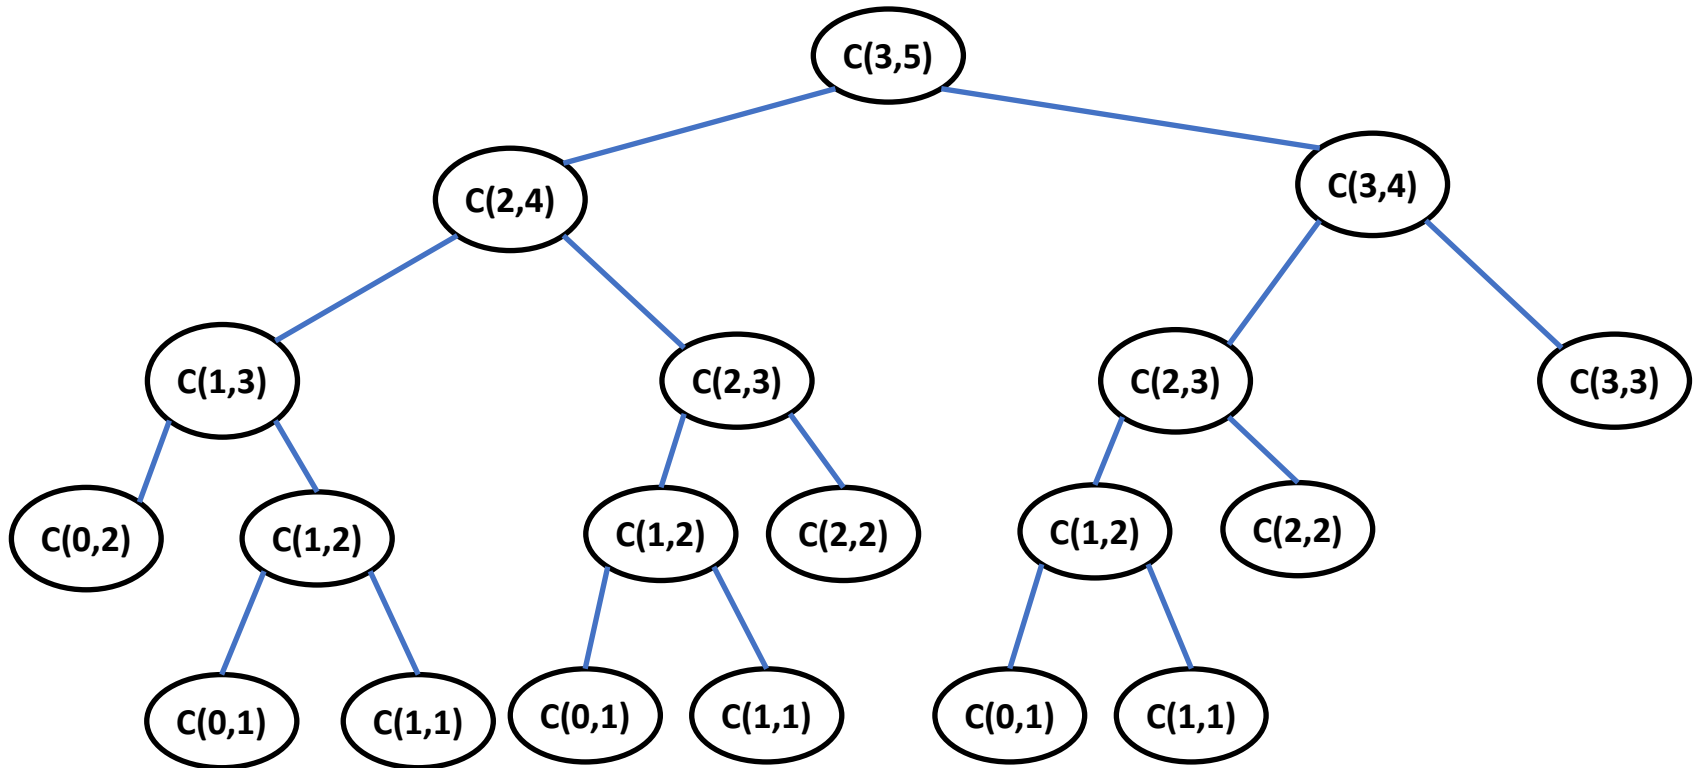 C(3,5)
C(2,4)
C(3,4)
C(1,3)
C(2,3)
C(2,3)
C(3,3)
C(0,2)
C(1,2)
C(1,2)
C(2,2)
C(1,2)
C(2,2)
C(0,1)
C(1,1)
C(0,1)
C(1,1)
C(0,1)
C(1,1)